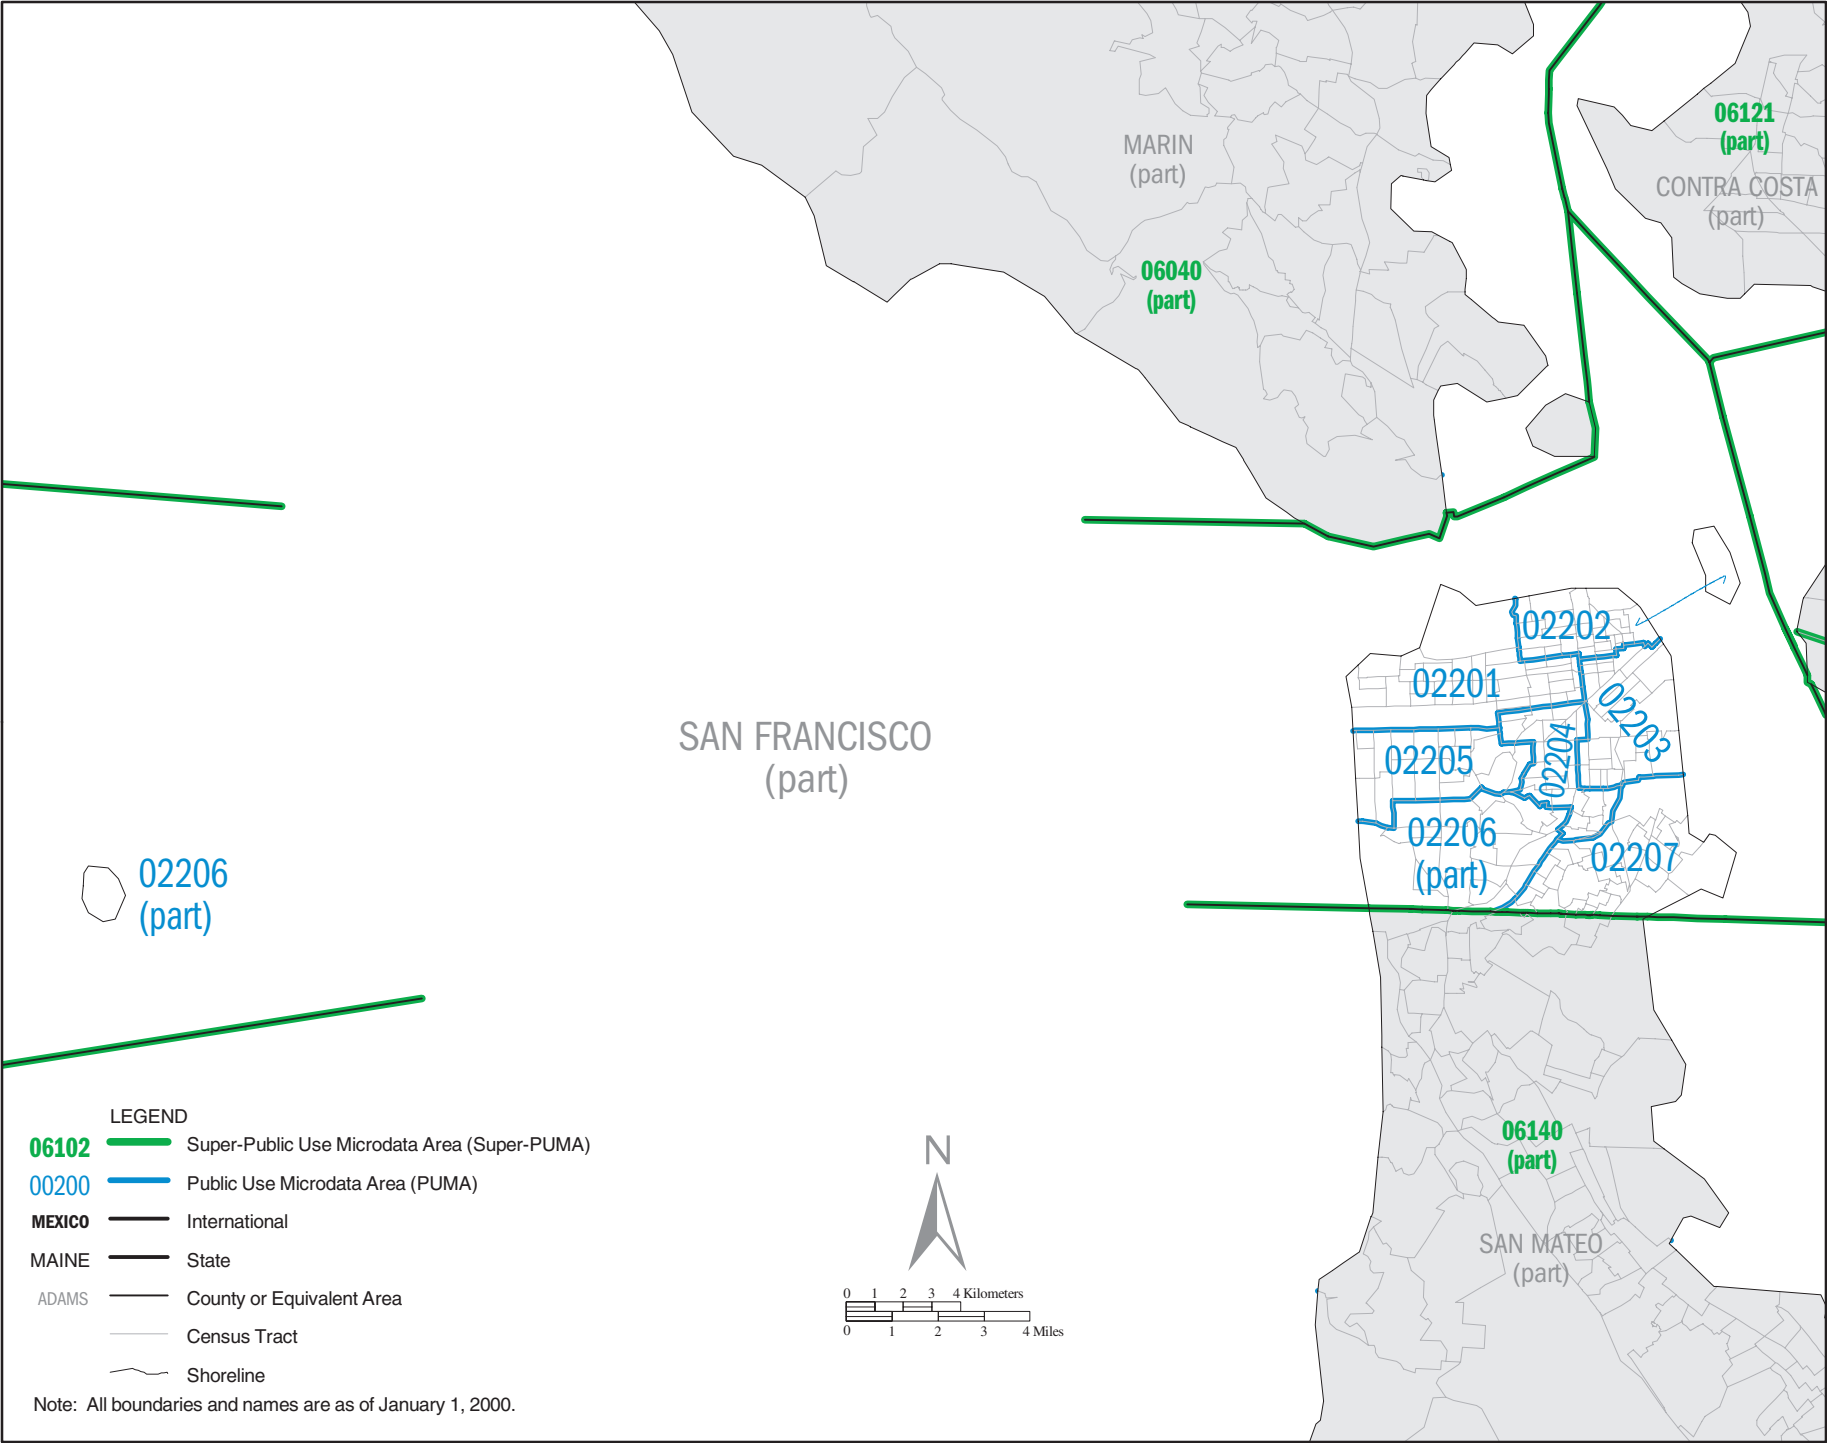 06121
(part)
CONTRA COSTA
(part)
MARIN
(part)
06040
(part)
02202
02201
02203
02204
02205
02206
(part)
02207
SAN FRANCISCO
(part)
02206
(part)
06140
(part)
SAN MATEO
(part)
LEGEND
06102 Super-Public Use Microdata Area (Super-PUMA)
00200 Public Use Microdata Area (PUMA)
MEXICO International
MAINE State
ADAMS County or Equivalent Area
Census Tract
Shoreline
Note: All boundaries and names are as of January 1, 2000.
N
0 1 2 3 4 Kilometers
0 1 2 3 4 Miles